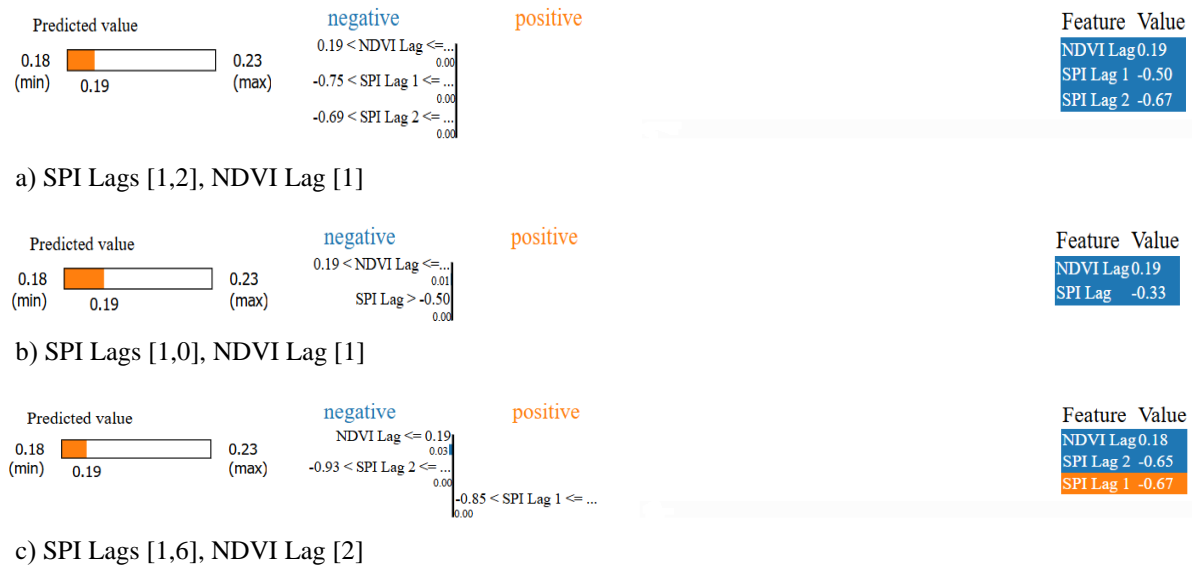 Predicted value
0.18
(min)
0.19
0.23
(max)
negative
positive
0.19 < NDVI Lag <=...
0.00
-0.75 < SPI Lag 1 <= ...
0.00
-0.69 < SPI Lag 2 <= ...
0.00
Feature Value
NDVI Lag 0.19
SPI Lag 1 -0.50
SPI Lag 2 -0.67
a) SPI Lags [1,2], NDVI Lag [1]
Predicted value
0.18
(min)
0.19
0.23
(max)
negative
positive
0.19 < NDVI Lag <=...
0.01
SPI Lag > -0.50
0.00
Feature Value
NDVI Lag 0.19
SPI Lag -0.33
b) SPI Lags [1,0], NDVI Lag [1]
Predicted value
0.18
(min)
0.19
0.23
(max)
negative
positive
NDVI Lag <= 0.19
0.03
-0.93 < SPI Lag 2 <= ...
0.00
-0.85 < SPI Lag 1 <= ...
0.00
Feature Value
NDVI Lag 0.18
SPI Lag 2 -0.65
SPI Lag 1 -0.67
c) SPI Lags [1,6], NDVI Lag [2]